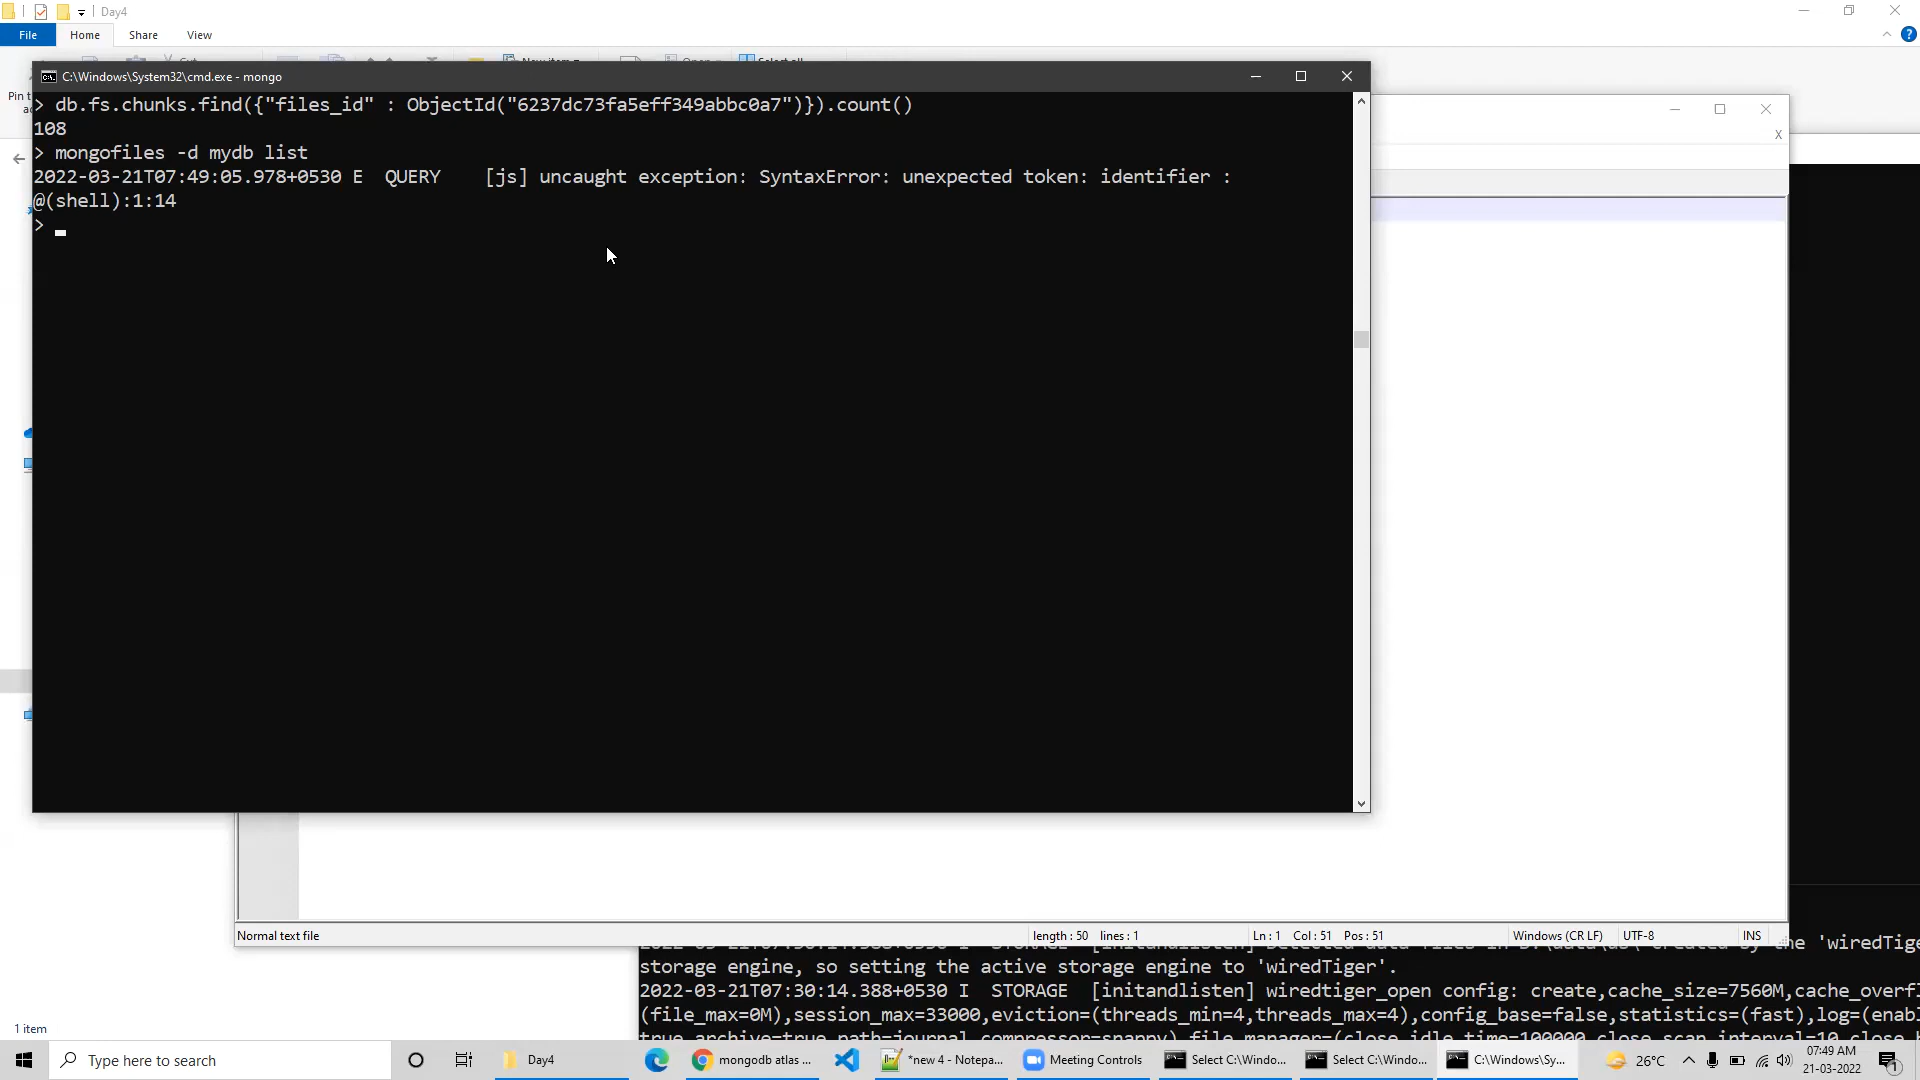 Day4
File
Home
Share
View
Select all
C:\Windows\System32\cmd.exe - mongo
Pin t
> db.fs.chunks.find({"files_id" : ObjectId("6237dc73fa5eff349abbc0a7")}).count()
108
> mongofiles -d mydb list
2022-03-21T07:49:05.978+0530 E  QUERY    [js] uncaught exception: SyntaxError: unexpected token: identifier :
@(shell):1:14
>
X
Normal text file
length : 50 lines : 1
Ln : 1 Col : 51 Pos : 51
Windows (CR LF)
UTF-8
INS
storage engine, so setting the active storage engine to 'wiredTiger'.
2022-03-21T07:30:14.388+0530 I  STORAGE  [initandlisten] wiredtiger_open config: create,cache_size=7560M,cache_overf
(file_max=0M),session_max=33000,eviction=(threads_min=4,threads_max=4),config_base=false,statistics=(fast),log=(enab
1 item
Type here to search
Day4
mongodb atlas ...
*new 4 - Notepa...
Meeting Controls
Select C:\Windo...
Select C:\Windo...
C:\Windows\Sy...
26°C
07:49 AM
21-03-2022